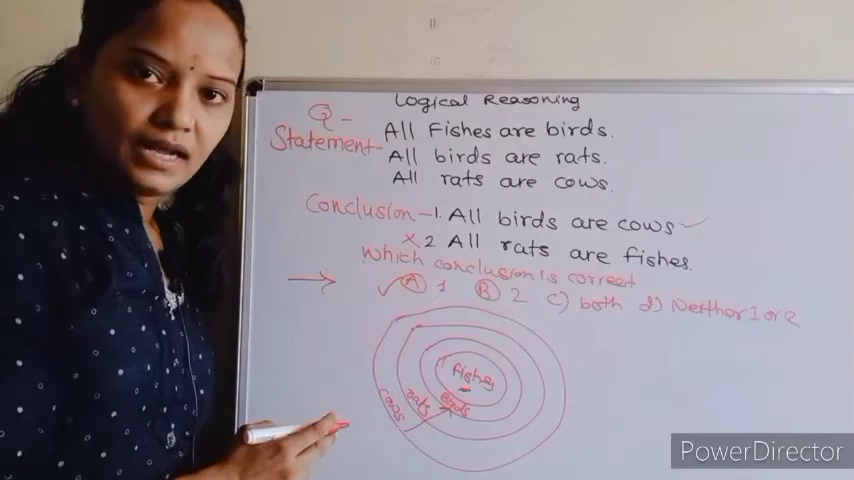 Logical Reasoning
Q- Statement- All Fishes are birds.
All birds are rats.
All rats are cows.
Conclusion-1. All birds are cows ✓
×2 All rats are fishes.
Which conclusion is correct
→ ✓ A 1 B 2 c) both d) Neither 1 or 2
fishes
Birds
rats
cows
PowerDirector